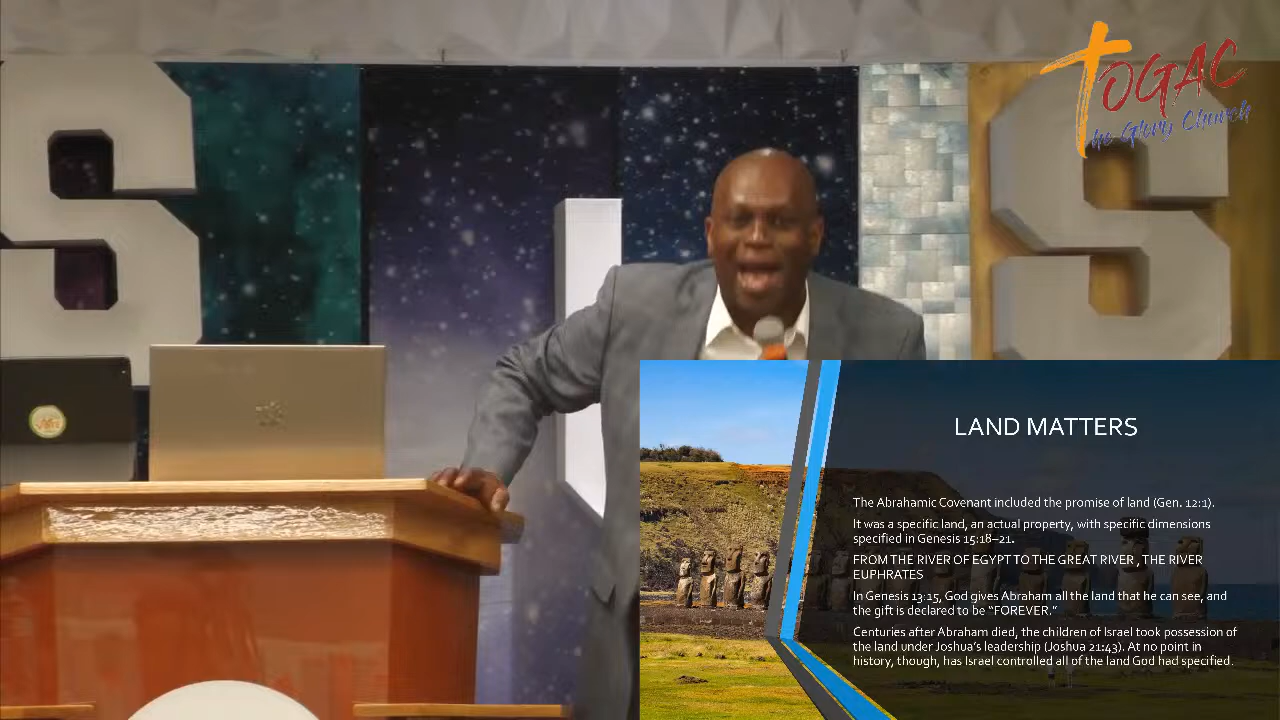 TOGAC
The Glory Church
S
I
S
LAND MATTERS
The Abrahamic Covenant included the promise of land (Gen. 12:1).
It was a specific land, an actual property, with specific dimensions
specified in Genesis 15:18–21.
FROM THE RIVER OF EGYPT TO THE GREAT RIVER , THE RIVER
EUPHRATES
In Genesis 13:15, God gives Abraham all the land that he can see, and
the gift is declared to be “FOREVER.”
Centuries after Abraham died, the children of Israel took possession of
the land under Joshua’s leadership (Joshua 21:43). At no point in
history, though, has Israel controlled all of the land God had specified.